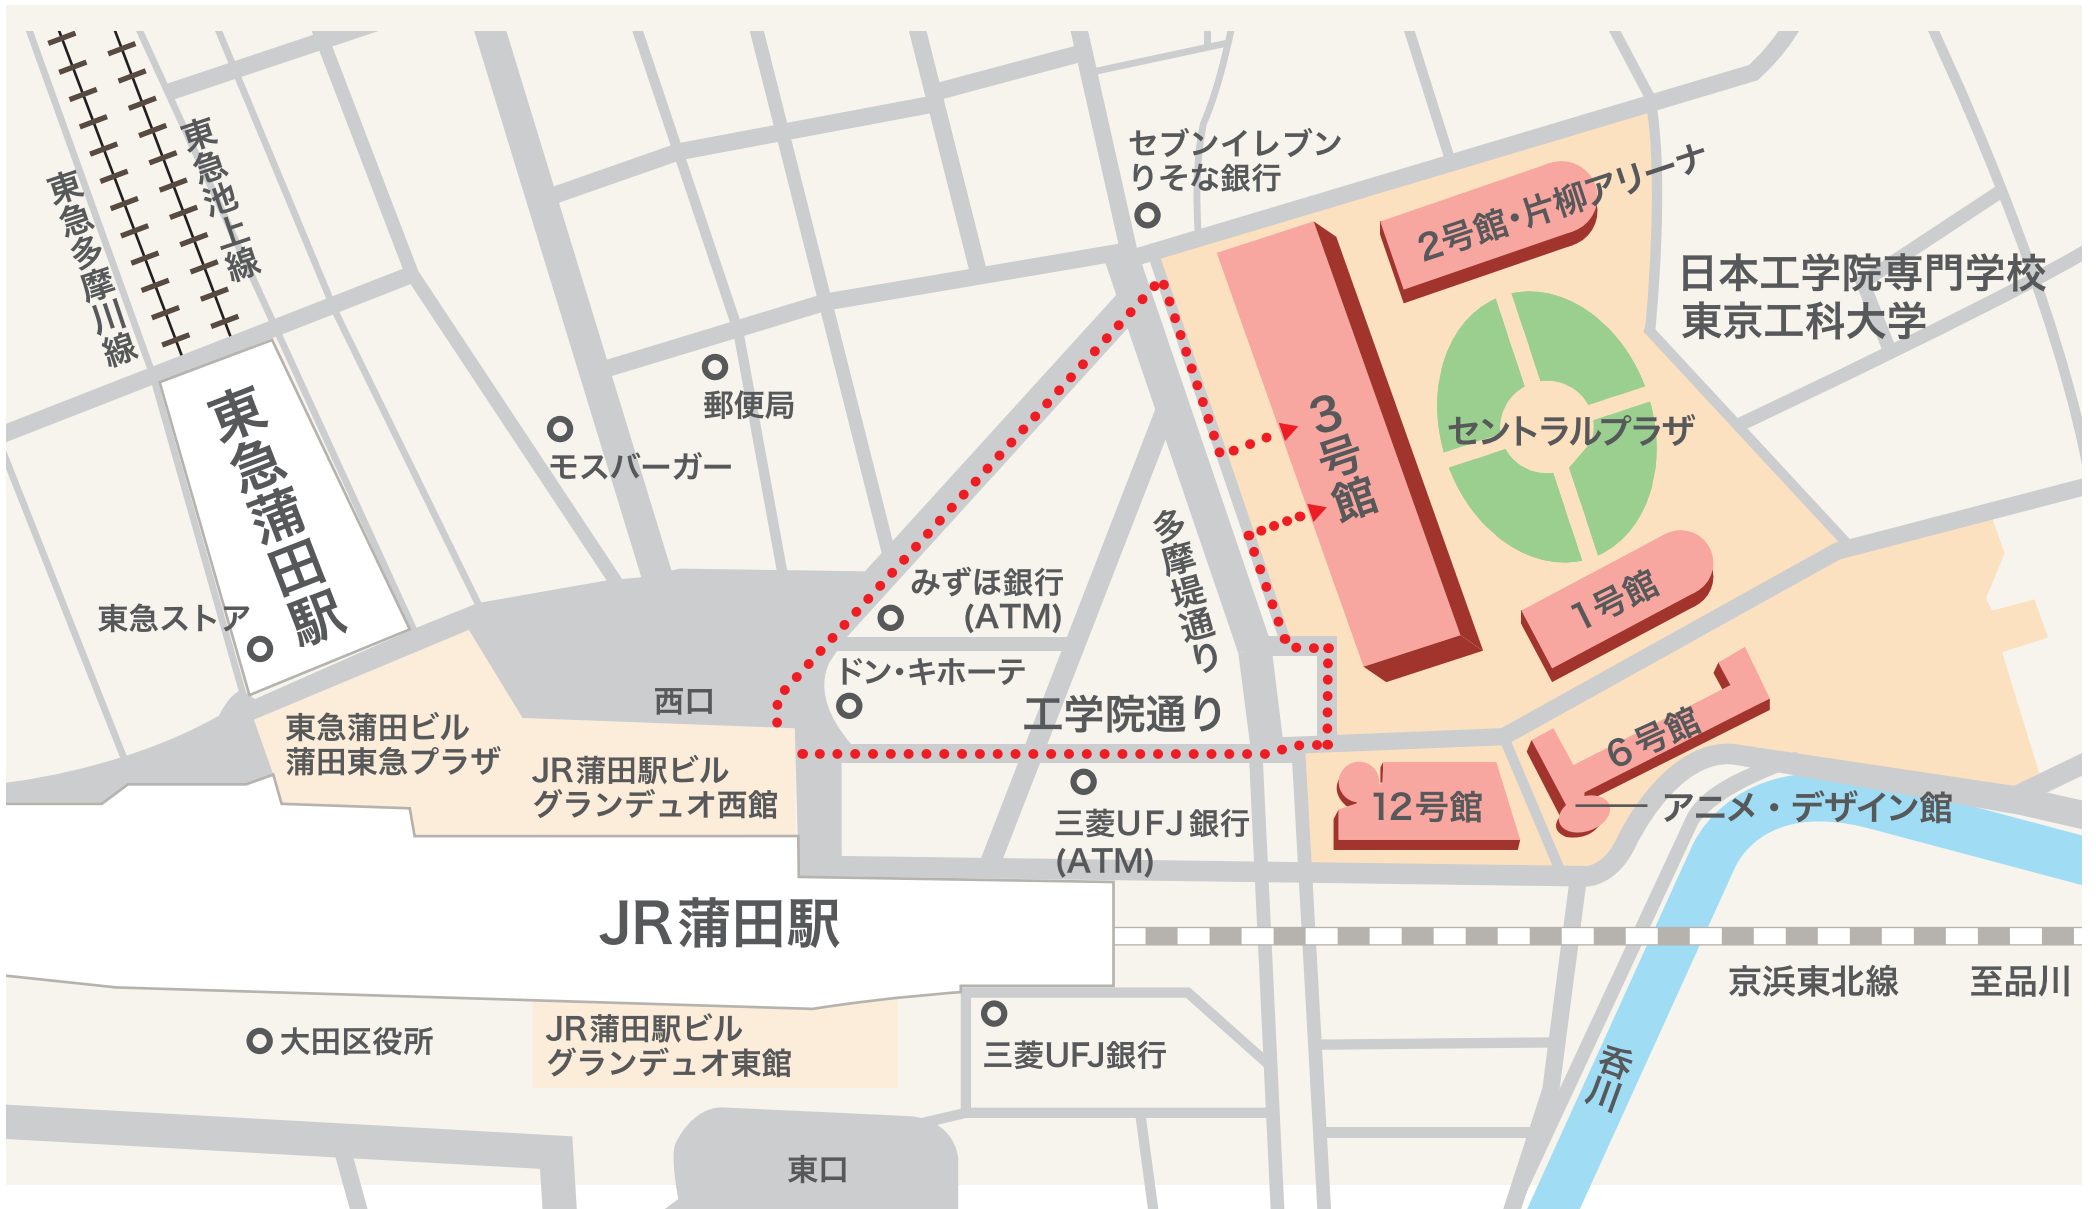 東急多摩川線
東急池上線
セブンイレブン
りそな銀行
2号館・片柳アリーナ
日本工学院専門学校
東京工科大学
東急蒲田駅
郵便局
モスバーガー
3号館
セントラルプラザ
多摩堤通り
みずほ銀行
(ATM)
1号館
東急ストア
ドン・キホーテ
西口
工学院通り
6号館
東急蒲田ビル
蒲田東急プラザ
JR蒲田駅ビル
グランデュオ西館
三菱UFJ銀行
(ATM)
12号館
アニメ・デザイン館
JR蒲田駅
京浜東北線
至品川
大田区役所
JR蒲田駅ビル
グランデュオ東館
三菱UFJ銀行
呑川
東口